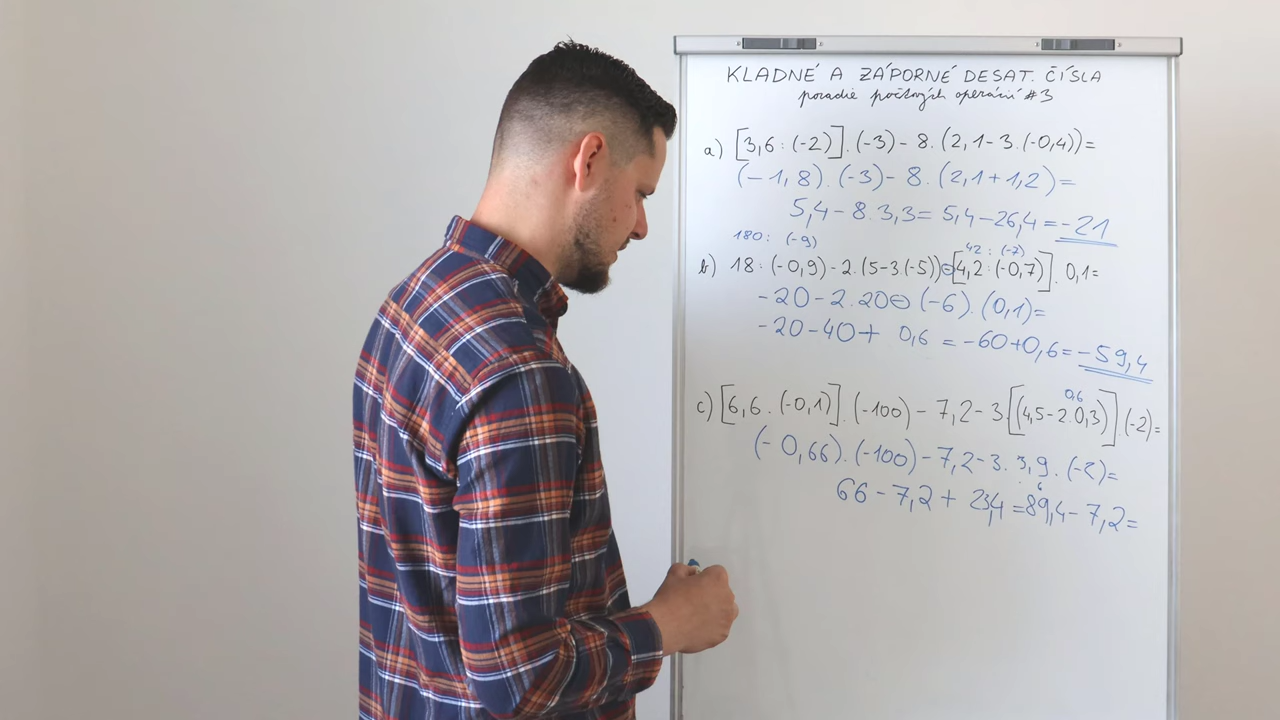 KLADNÉ A ZÁPORNÉ DESAT. ČÍSLA
poradie počtových operácií #3
a) [3,6 : (-2)] . (-3) - 8 . (2,1 - 3 . (-0,4)) =
(-1,8) . (-3) - 8 . (2,1 + 1,2) =
5,4 - 8 . 3,3 = 5,4 - 26,4 = -21
180 : (-9)
42 : (-7)
b) 18 : (-0,9) - 2 . (5 - 3 (-5)) ⊖ [4,2 : (-0,7)] . 0,1 =
-20 - 2 . 20 ⊖ (-6) . (0,1) =
-20 - 40 + 0,6 = -60 + 0,6 = -59,4
0,6
c) [6,6 . (-0,1)] . (-100) - 7,2 - 3 . [(4,5 - 2 . 0,3)] . (-2) =
(-0,66) . (-100) - 7,2 - 3 . 3,9 . (-2) =
6
66 - 7,2 + 23,4 = 89,4 - 7,2 =